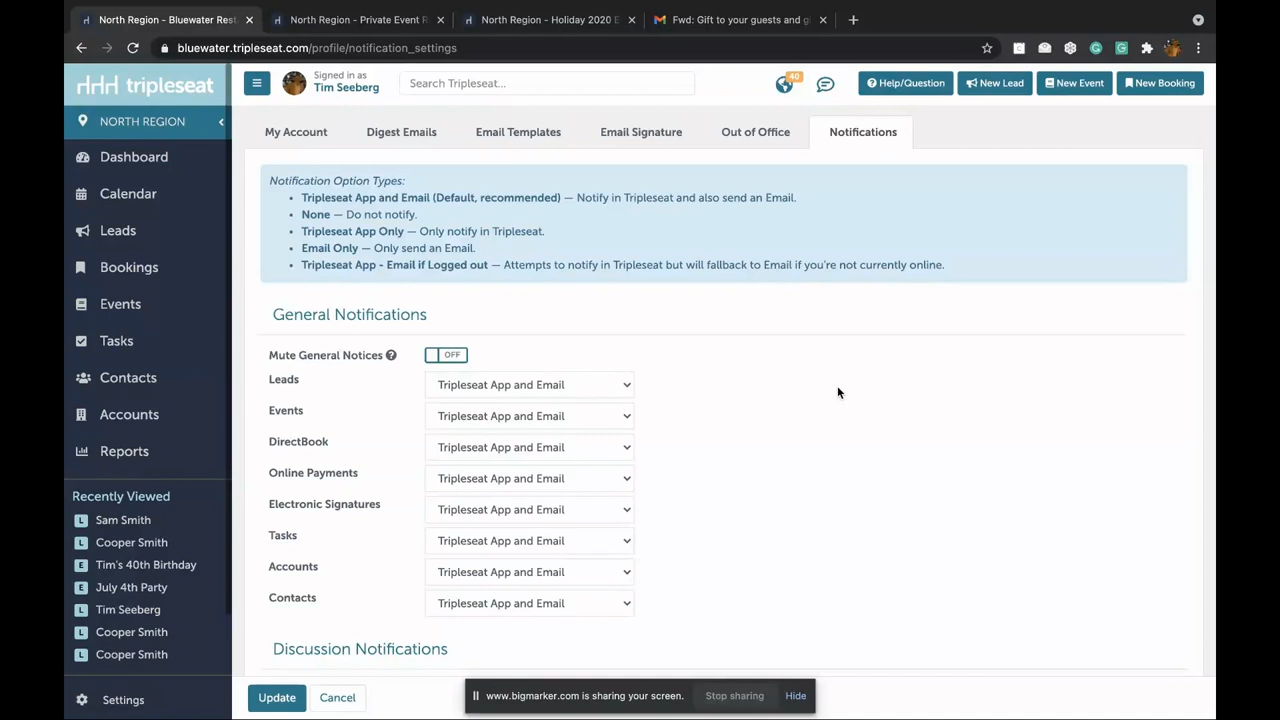 North Region - Bluewater Rest
North Region - Private Event R
North Region - Holiday 2020 E
Fwd: Gift to your guests and g
bluewater.tripleseat.com/profile/notification_settings
tripleseat
Signed in as
Tim Seeberg
Search Tripleseat...
40
Help/Question
New Lead
New Event
New Booking
NORTH REGION
Dashboard
Calendar
Leads
Bookings
Events
Tasks
Contacts
Accounts
Reports
Recently Viewed
L Sam Smith
L Cooper Smith
E Tim's 40th Birthday
E July 4th Party
L Tim Seeberg
L Cooper Smith
L Cooper Smith
Settings
My Account
Digest Emails
Email Templates
Email Signature
Out of Office
Notifications
Notification Option Types:
• Tripleseat App and Email (Default, recommended) — Notify in Tripleseat and also send an Email.
• None — Do not notify.
• Tripleseat App Only — Only notify in Tripleseat.
• Email Only — Only send an Email.
• Tripleseat App - Email if Logged out — Attempts to notify in Tripleseat but will fallback to Email if you're not currently online.
General Notifications
Mute General Notices OFF
Leads Tripleseat App and Email
Events Tripleseat App and Email
DirectBook Tripleseat App and Email
Online Payments Tripleseat App and Email
Electronic Signatures Tripleseat App and Email
Tasks Tripleseat App and Email
Accounts Tripleseat App and Email
Contacts Tripleseat App and Email
Discussion Notifications
Update
Cancel
www.bigmarker.com is sharing your screen.
Stop sharing
Hide